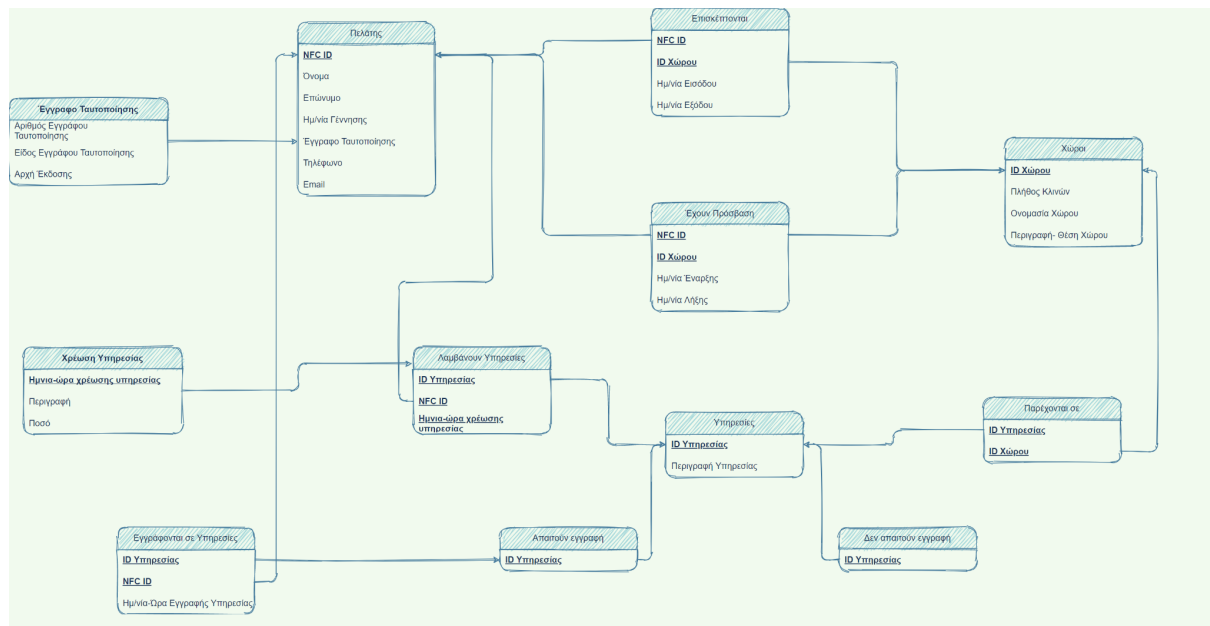 Πελάτης
NFC ID
Όνομα
Επώνυμο
Ημ/νία Γέννησης
Έγγραφο Ταυτοποίησης
Τηλέφωνο
Email
Επισκέπτονται
NFC ID
ID Χώρου
Ημ/νία Εισόδου
Ημ/νία Εξόδου
Έγγραφο Ταυτοποίησης
Αριθμός Εγγράφου
Ταυτοποίησης
Είδος Εγγράφου Ταυτοποίησης
Αρχή Έκδοσης
Χώροι
ID Χώρου
Πλήθος Κλινών
Ονομασία Χώρου
Περιγραφή- Θέση Χώρου
Έχουν Πρόσβαση
NFC ID
ID Χώρου
Ημ/νία Έναρξης
Ημ/νία Λήξης
Χρέωση Υπηρεσίας
Ημνια-ώρα χρέωσης υπηρεσίας
Περιγραφή
Ποσό
Λαμβάνουν Υπηρεσίες
ID Υπηρεσίας
NFC ID
Ημνια-ώρα χρέωσης
υπηρεσίας
Υπηρεσίες
ID Υπηρεσίας
Περιγραφή Υπηρεσίας
Παρέχονται σε
ID Υπηρεσίας
ID Χώρου
Εγγράφονται σε Υπηρεσίες
ID Υπηρεσίας
NFC ID
Ημ/νία-Ώρα Εγγραφής Υπηρεσίας
Απαιτούν εγγραφή
ID Υπηρεσίας
Δεν απαιτούν εγγραφή
ID Υπηρεσίας